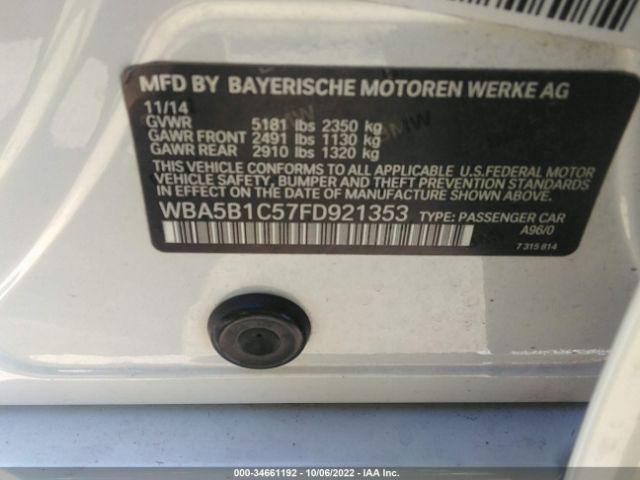 MFD BY BAYERISCHE MOTOREN WERKE AG
11/14
GVWR 5181 lbs 2350 kg
GAWR FRONT 2491 lbs 1130 kg
GAWR REAR 2910 lbs 1320 kg
THIS VEHICLE CONFORMS TO ALL APPLICABLE U.S.FEDERAL MOTOR
VEHICLE SAFETY, BUMPER, AND THEFT PREVENTION STANDARDS
IN EFFECT ON THE DATE OF MANUFACTURE SHOWN ABOVE.
WBA5B1C57FD921353 TYPE: PASSENGER CAR
A96/0
7 315 814
000-34661192 - 10/06/2022 - IAA Inc.